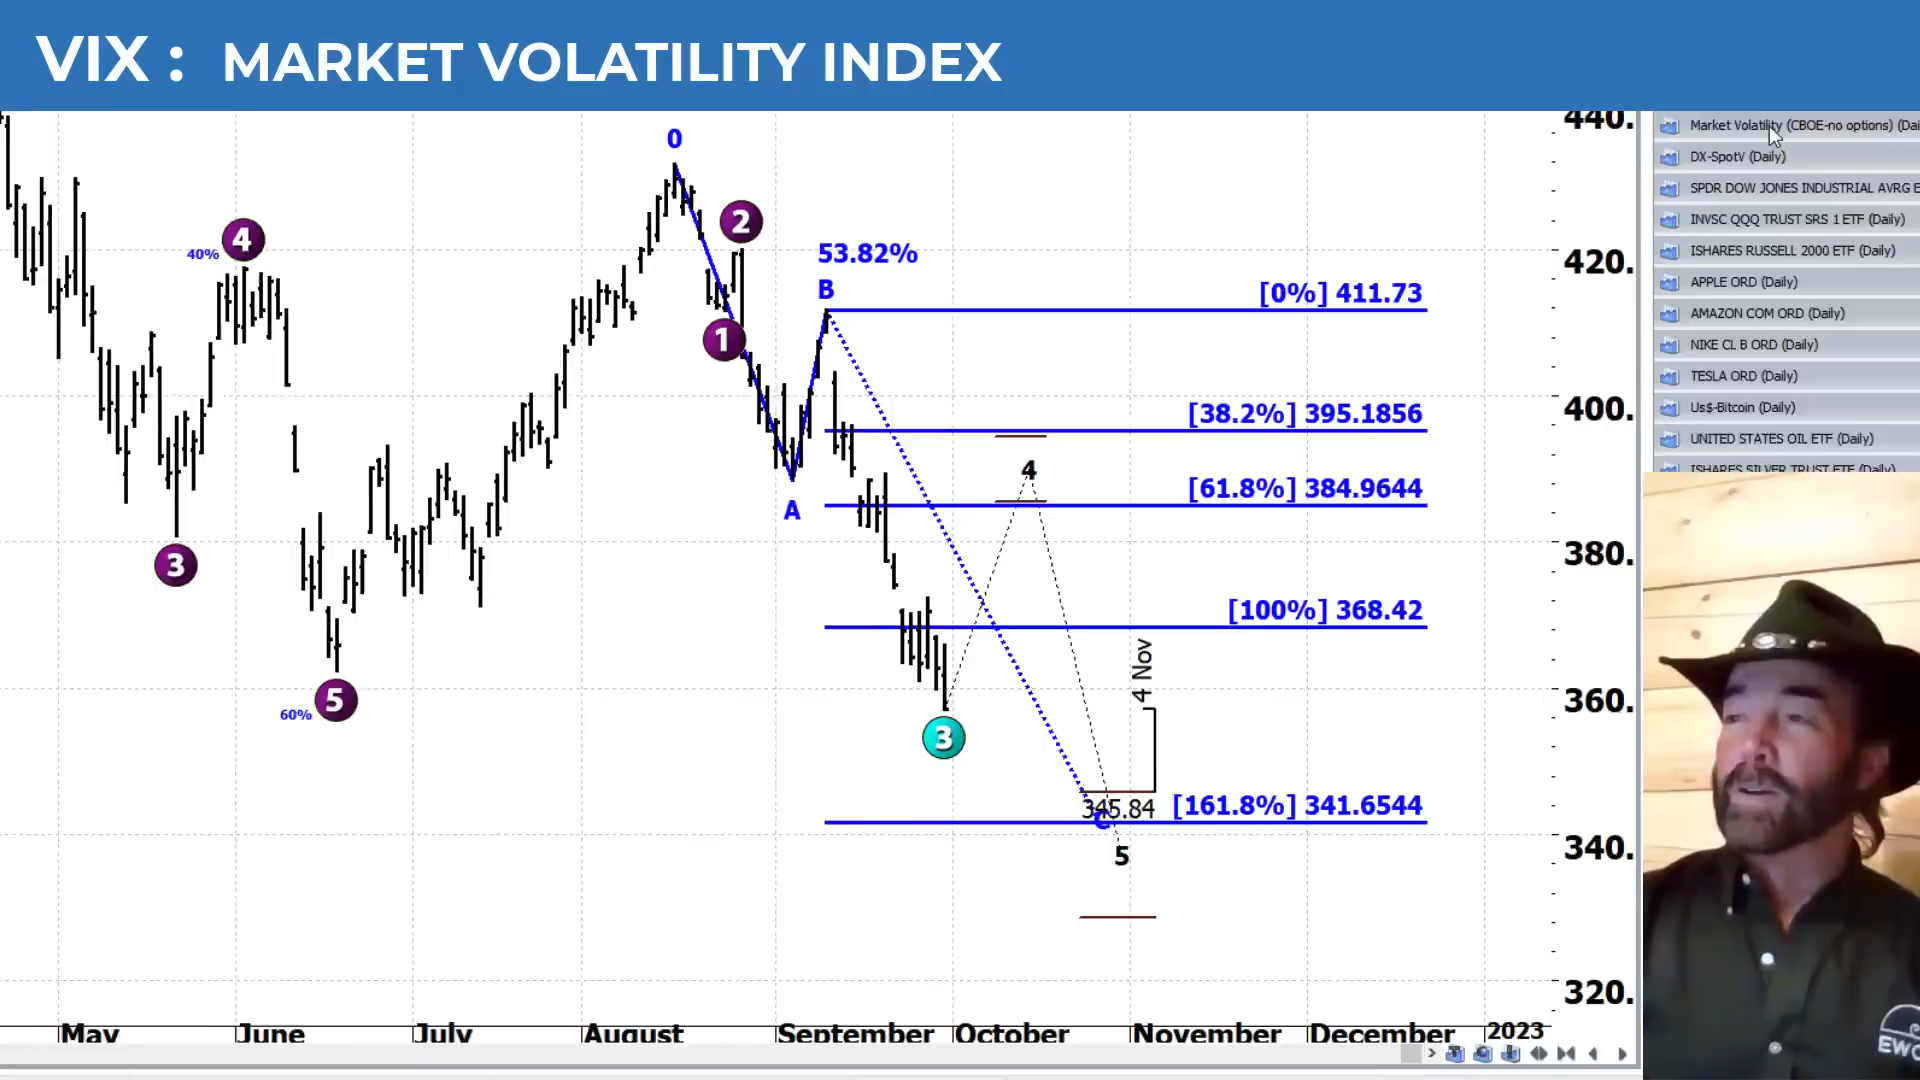 VIX : MARKET VOLATILITY INDEX
0
2
4
40%
53.82%
B
[0%] 411.73
1
[38.2%] 395.1856
4
[61.8%] 384.9644
A
3
[100%] 368.42
4 Nov
5
60%
3
345.84
C
[161.8%] 341.6544
5
440.
420.
400.
380.
360.
340.
320.
May
June
July
August
September
October
November
December
2023
Market Volatility (CBOE-no options) (Dai
DX-SpotV (Daily)
SPDR DOW JONES INDUSTRIAL AVRG E
INVSC QQQ TRUST SRS 1 ETF (Daily)
ISHARES RUSSELL 2000 ETF (Daily)
APPLE ORD (Daily)
AMAZON COM ORD (Daily)
NIKE CL B ORD (Daily)
TESLA ORD (Daily)
Us$-Bitcoin (Daily)
UNITED STATES OIL ETF (Daily)
ISHARES SILVER TRUST ETF (Daily)
EWC